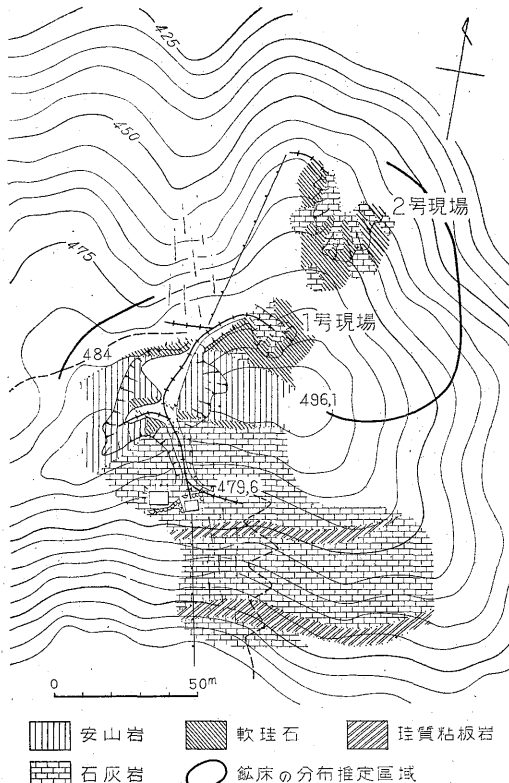 425
450
475
2号現場
1号現場
484
496,1
479,6
0 50m
安山岩 軟珪石 珪質粘板岩
石灰岩 鉱床の分布推定區域